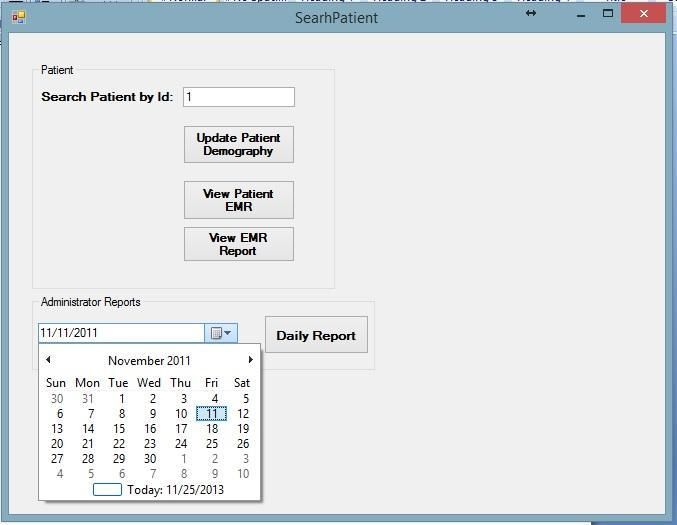 SearhPatient
Patient
Search Patient by Id: 1
Update Patient
Demography
View Patient
EMR
View EMR
Report
Administrator Reports
11/11/2011
Daily Report
November 2011
Sun Mon Tue Wed Thu Fri Sat
30 31 1 2 3 4 5
6 7 8 9 10 11 12
13 14 15 16 17 18 19
20 21 22 23 24 25 26
27 28 29 30 1 2 3
4 5 6 7 8 9 10
Today: 11/25/2013